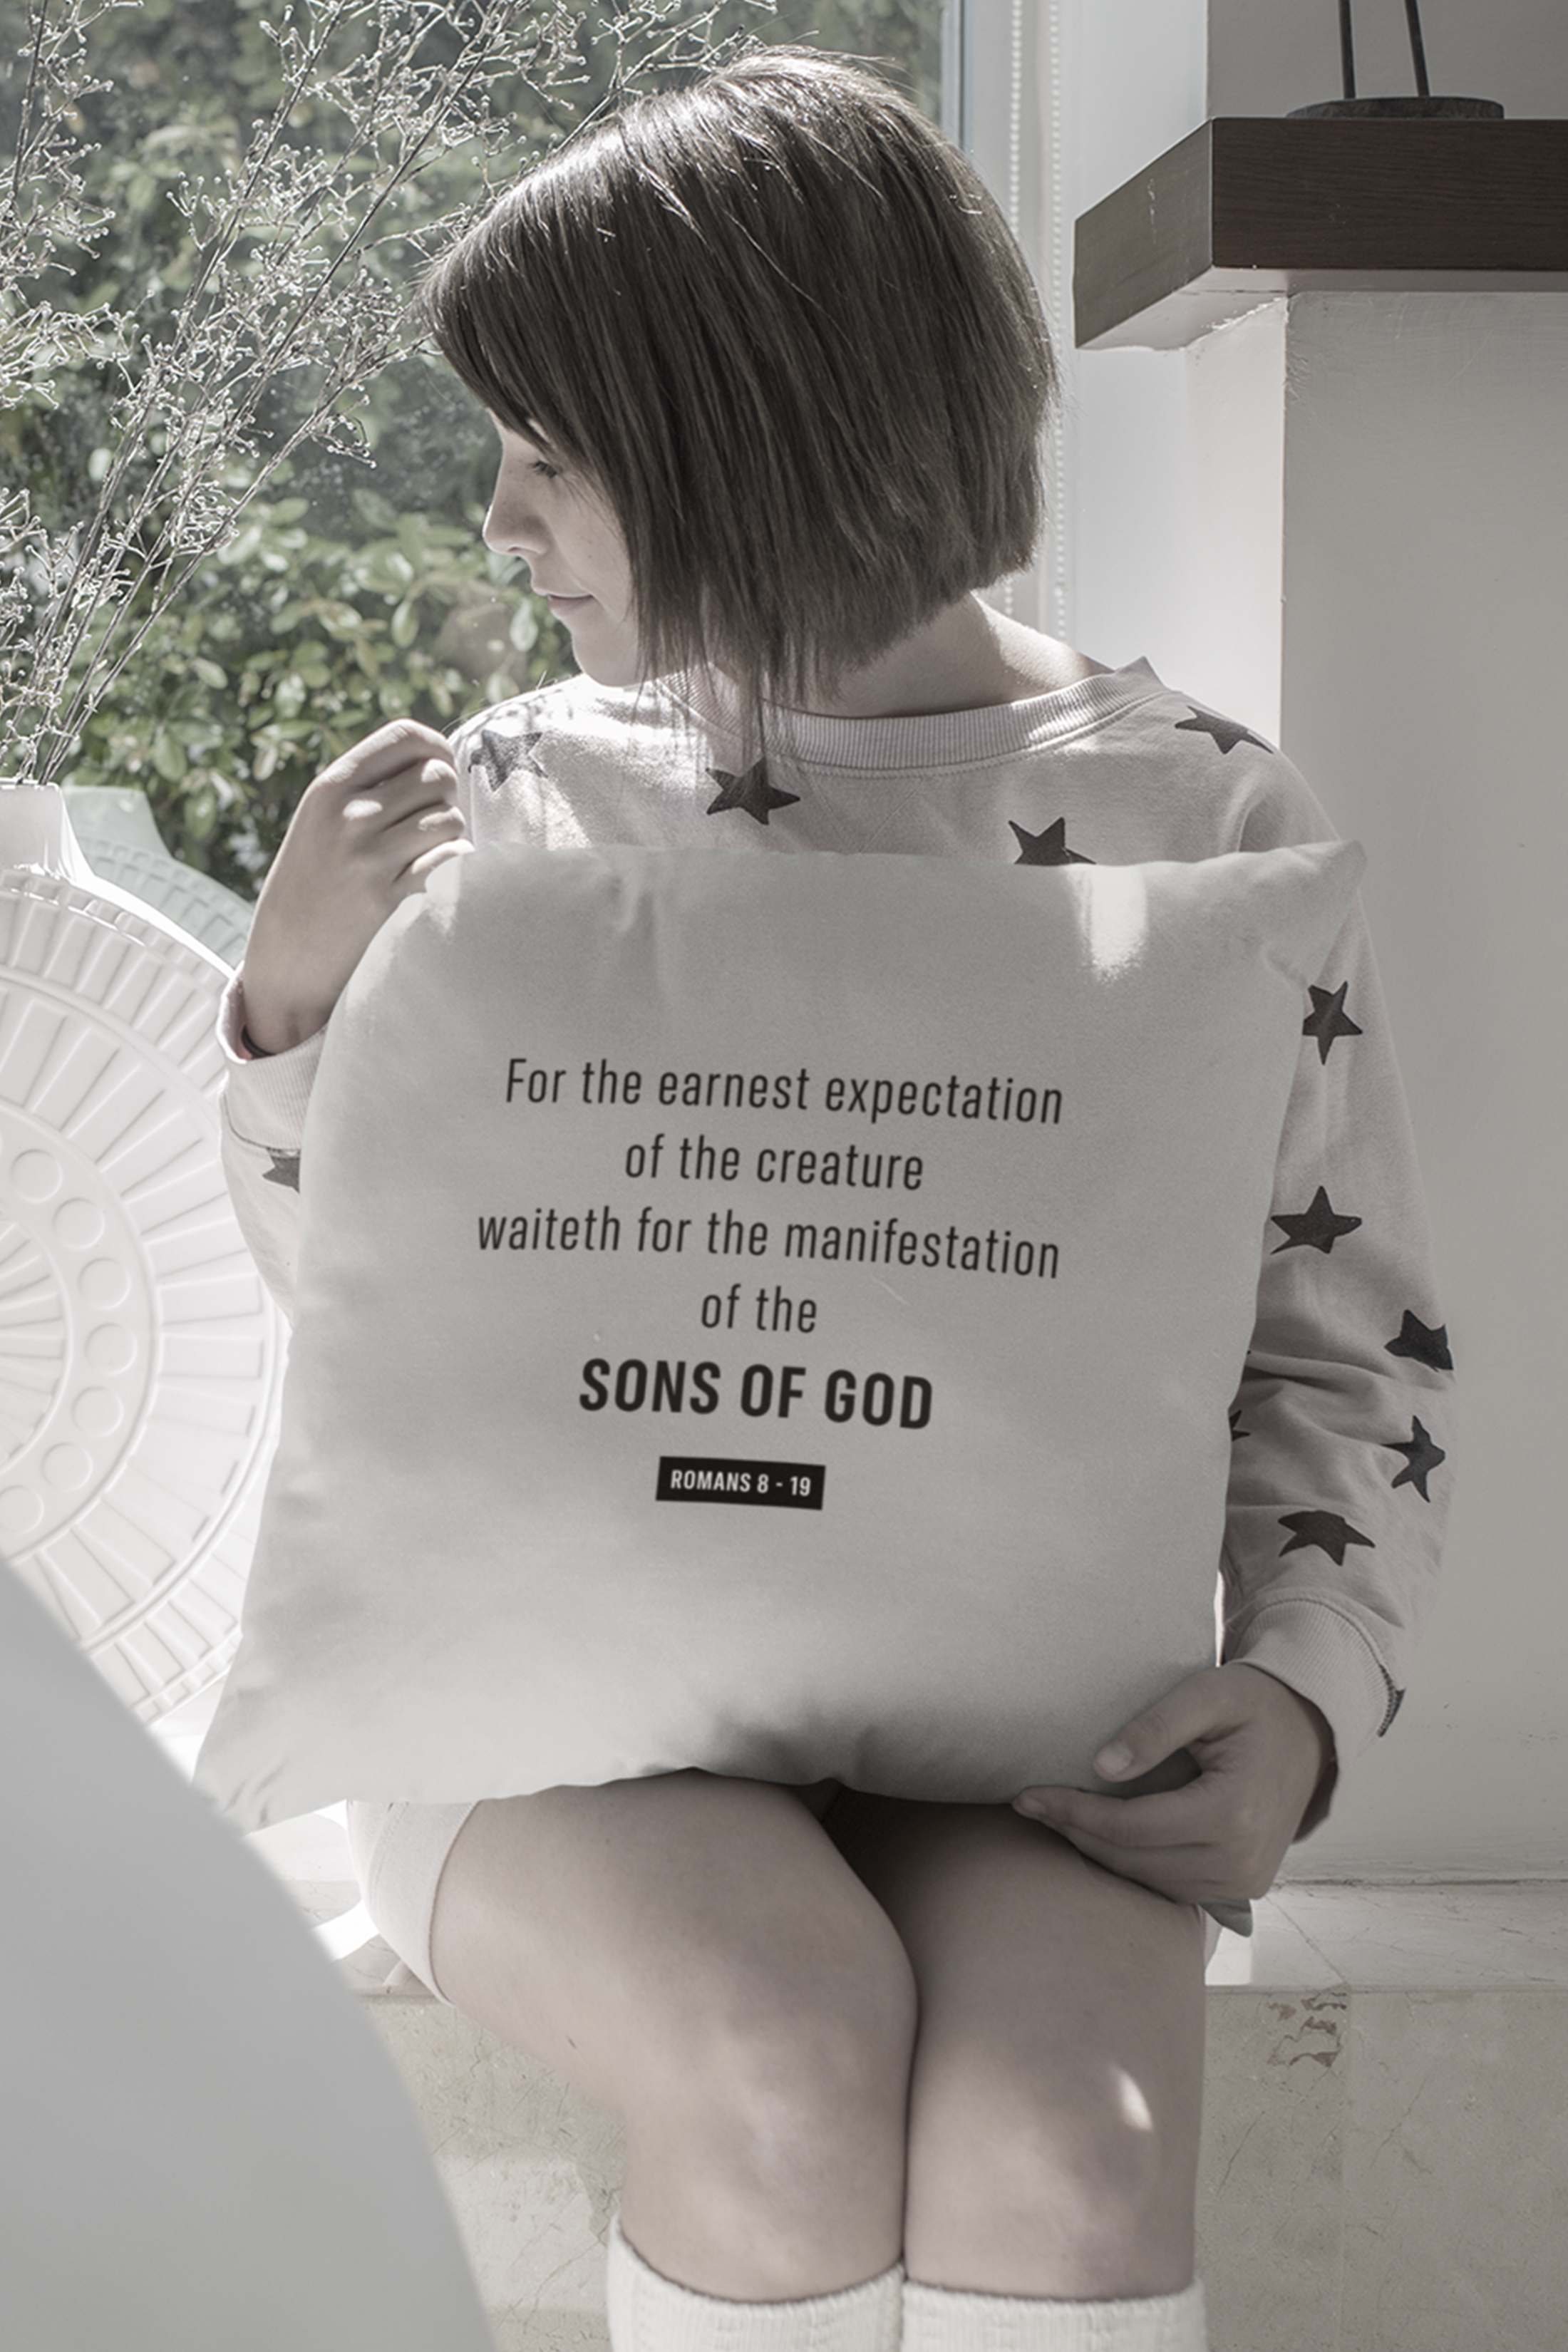 For the earnest expectation
of the creature
waiteth for the manifestation
of the
SONS OF GOD
ROMANS 8 - 19